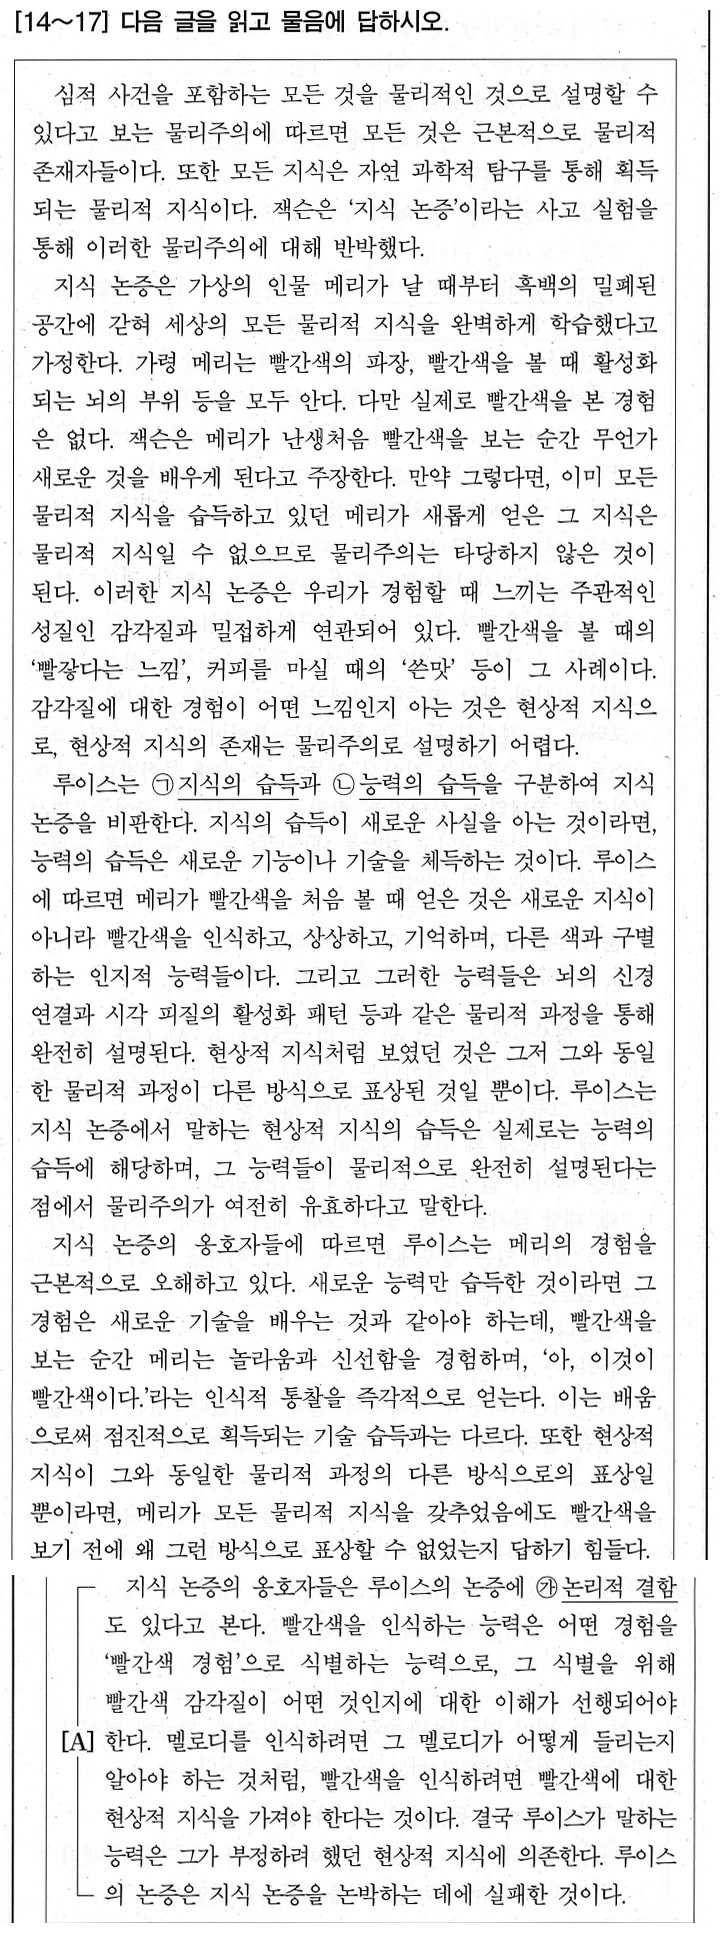 [14~17] 다음 글을 읽고 물음에 답하시오.
심적 사건을 포함하는 모든 것을 물리적인 것으로 설명할 수
있다고 보는 물리주의에 따르면 모든 것은 근본적으로 물리적
존재자들이다. 또한 모든 지식은 자연 과학적 탐구를 통해 획득
되는 물리적 지식이다. 잭슨은 ‘지식 논증’이라는 사고 실험을
통해 이러한 물리주의에 대해 반박했다.
지식 논증은 가상의 인물 메리가 날 때부터 흑백의 밀폐된
공간에 갇혀 세상의 모든 물리적 지식을 완벽하게 학습했다고
가정한다. 가령 메리는 빨간색의 파장, 빨간색을 볼 때 활성화
되는 뇌의 부위 등을 모두 안다. 다만 실제로 빨간색을 본 경험
은 없다. 잭슨은 메리가 난생처음 빨간색을 보는 순간 무언가
새로운 것을 배우게 된다고 주장한다. 만약 그렇다면, 이미 모든
물리적 지식을 습득하고 있던 메리가 새롭게 얻은 그 지식은
물리적 지식일 수 없으므로 물리주의는 타당하지 않은 것이
된다. 이러한 지식 논증은 우리가 경험할 때 느끼는 주관적인
성질인 감각질과 밀접하게 연관되어 있다. 빨간색을 볼 때의
‘빨갛다는 느낌’, 커피를 마실 때의 ‘쓴맛’ 등이 그 사례이다.
감각질에 대한 경험이 어떤 느낌인지 아는 것은 현상적 지식으
로, 현상적 지식의 존재는 물리주의로 설명하기 어렵다.
루이스는 ㉠지식의 습득과 ㉡능력의 습득을 구분하여 지식
논증을 비판한다. 지식의 습득이 새로운 사실을 아는 것이라면,
능력의 습득은 새로운 기능이나 기술을 체득하는 것이다. 루이스
에 따르면 메리가 빨간색을 처음 볼 때 얻은 것은 새로운 지식이
아니라 빨간색을 인식하고, 상상하고, 기억하며, 다른 색과 구별
하는 인지적 능력들이다. 그리고 그러한 능력들은 뇌의 신경
연결과 시각 피질의 활성화 패턴 등과 같은 물리적 과정을 통해
완전히 설명된다. 현상적 지식처럼 보였던 것은 그저 그와 동일
한 물리적 과정이 다른 방식으로 표상된 것일 뿐이다. 루이스는
지식 논증에서 말하는 현상적 지식의 습득은 실제로는 능력의
습득에 해당하며, 그 능력들이 물리적으로 완전히 설명된다는
점에서 물리주의가 여전히 유효하다고 말한다.
지식 논증의 옹호자들에 따르면 루이스는 메리의 경험을
근본적으로 오해하고 있다. 새로운 능력만 습득한 것이라면 그
경험은 새로운 기술을 배우는 것과 같아야 하는데, 빨간색을
보는 순간 메리는 놀라움과 신선함을 경험하며, ‘아, 이것이
빨간색이다.’라는 인식적 통찰을 즉각적으로 얻는다. 이는 배움
으로써 점진적으로 획득되는 기술 습득과는 다르다. 또한 현상적
지식이 그와 동일한 물리적 과정의 다른 방식으로의 표상일
뿐이라면, 메리가 모든 물리적 지식을 갖추었음에도 빨간색을
보기 전에 왜 그런 방식으로 표상할 수 없었는지 답하기 힘들다.
지식 논증의 옹호자들은 루이스의 논증에 ㉮논리적 결함
도 있다고 본다. 빨간색을 인식하는 능력은 어떤 경험을
‘빨간색 경험’으로 식별하는 능력으로, 그 식별을 위해
빨간색 감각질이 어떤 것인지에 대한 이해가 선행되어야
[A] 한다. 멜로디를 인식하려면 그 멜로디가 어떻게 들리는지
알아야 하는 것처럼, 빨간색을 인식하려면 빨간색에 대한
현상적 지식을 가져야 한다는 것이다. 결국 루이스가 말하는
능력은 그가 부정하려 했던 현상적 지식에 의존한다. 루이스
의 논증은 지식 논증을 논박하는 데에 실패한 것이다.